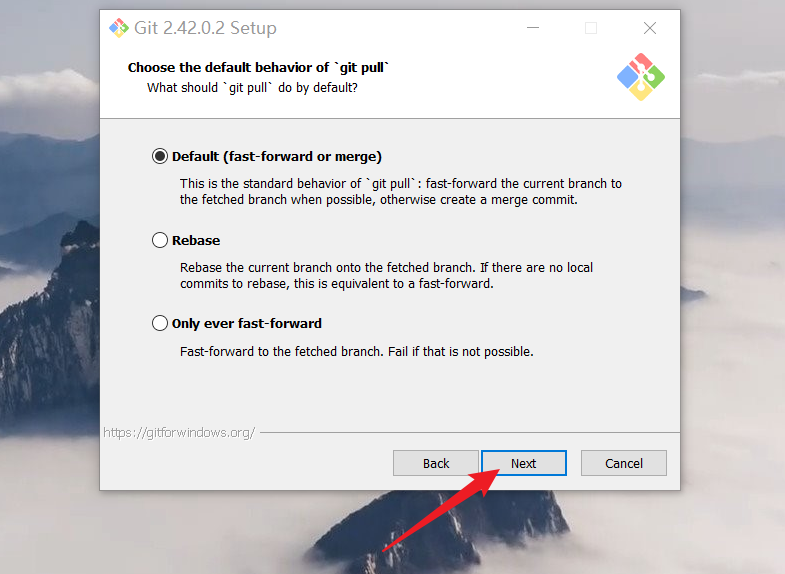 Git 2.42.0.2 Setup
Choose the default behavior of `git pull`
What should `git pull` do by default?
Default (fast-forward or merge)
This is the standard behavior of `git pull`: fast-forward the current branch to
the fetched branch when possible, otherwise create a merge commit.
Rebase
Rebase the current branch onto the fetched branch. If there are no local
commits to rebase, this is equivalent to a fast-forward.
Only ever fast-forward
Fast-forward to the fetched branch. Fail if that is not possible.
https://gitforwindows.org/
Back Next Cancel